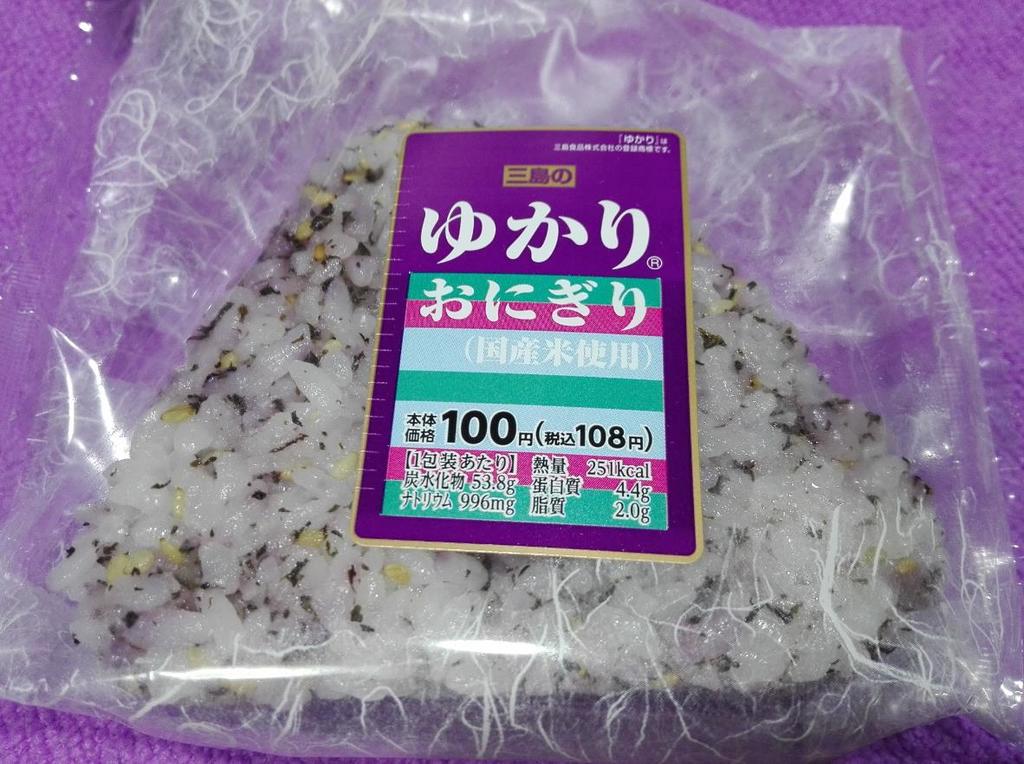 「ゆかり」は
三島食品株式会社の登録商標です。
三島の
ゆかり®
おにぎり
(国産米使用)
本体価格 100円(税込108円)
【1包装あたり】 熱量 251kcal
炭水化物 53.8g 蛋白質 4.4g
ナトリウム 996mg 脂質 2.0g